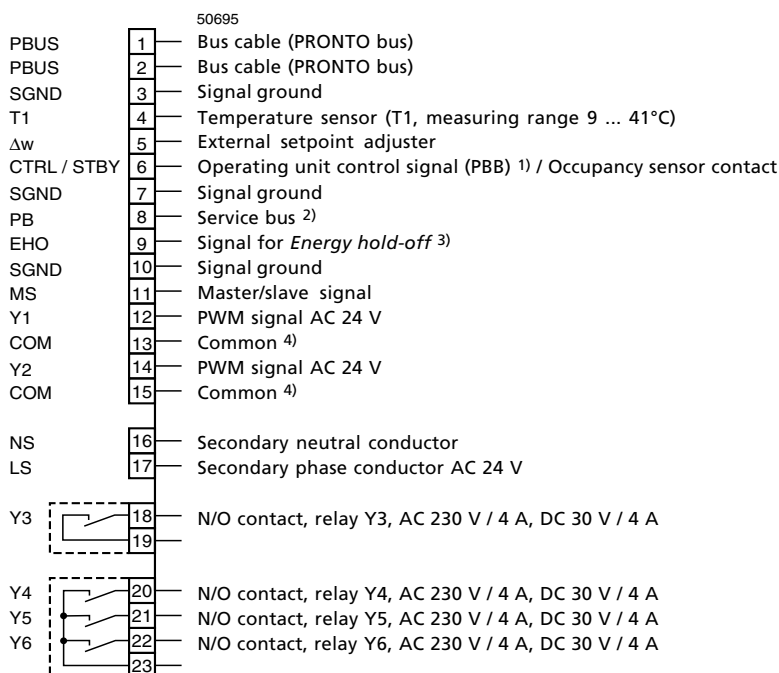 50695
PBUS 1 Bus cable (PRONTO bus)
PBUS 2 Bus cable (PRONTO bus)
SGND 3 Signal ground
T1 4 Temperature sensor (T1, measuring range 9 ... 41°C)
Δw 5 External setpoint adjuster
CTRL / STBY 6 Operating unit control signal (PBB) 1) / Occupancy sensor contact
SGND 7 Signal ground
PB 8 Service bus 2)
EHO 9 Signal for Energy hold-off 3)
SGND 10 Signal ground
MS 11 Master/slave signal
Y1 12 PWM signal AC 24 V
COM 13 Common 4)
Y2 14 PWM signal AC 24 V
COM 15 Common 4)
NS 16 Secondary neutral conductor
LS 17 Secondary phase conductor AC 24 V
Y3 18 N/O contact, relay Y3, AC 230 V / 4 A, DC 30 V / 4 A
19
Y4 20 N/O contact, relay Y4, AC 230 V / 4 A, DC 30 V / 4 A
Y5 21 N/O contact, relay Y5, AC 230 V / 4 A, DC 30 V / 4 A
Y6 22 N/O contact, relay Y6, AC 230 V / 4 A, DC 30 V / 4 A
23